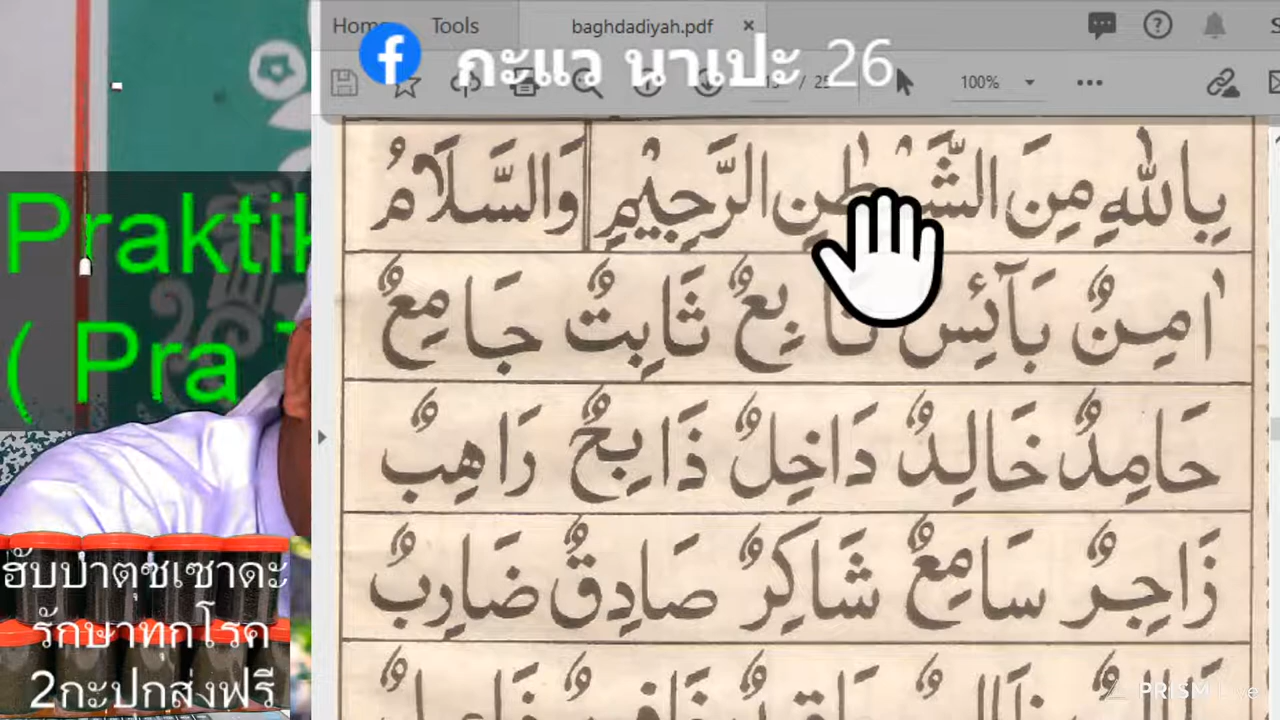 Home Tools baghdadiyah.pdf
กะแว นาเปะ 26
100%
Praktik
( Pra
بِاللّٰهِ مِنَ الشَّيْطٰنِ الرَّجِيْمِ وَالسَّلَامُ
اٰمِنٌ بَآئِسٌ بِعٌ ثَابِتٌ جَامِعٌ
حَامِدٌ خَالِدٌ دَاخِلٌ ذَابِحٌ رَاهِبٌ
زَاجِرٌ سَامِعٌ شَاكِرٌ صَادِقٌ ضَارِبٌ
ฮับบาตุซเซาดะ
รักษาทุกโรค
2กะปุกส่งฟรี
PRISM Live